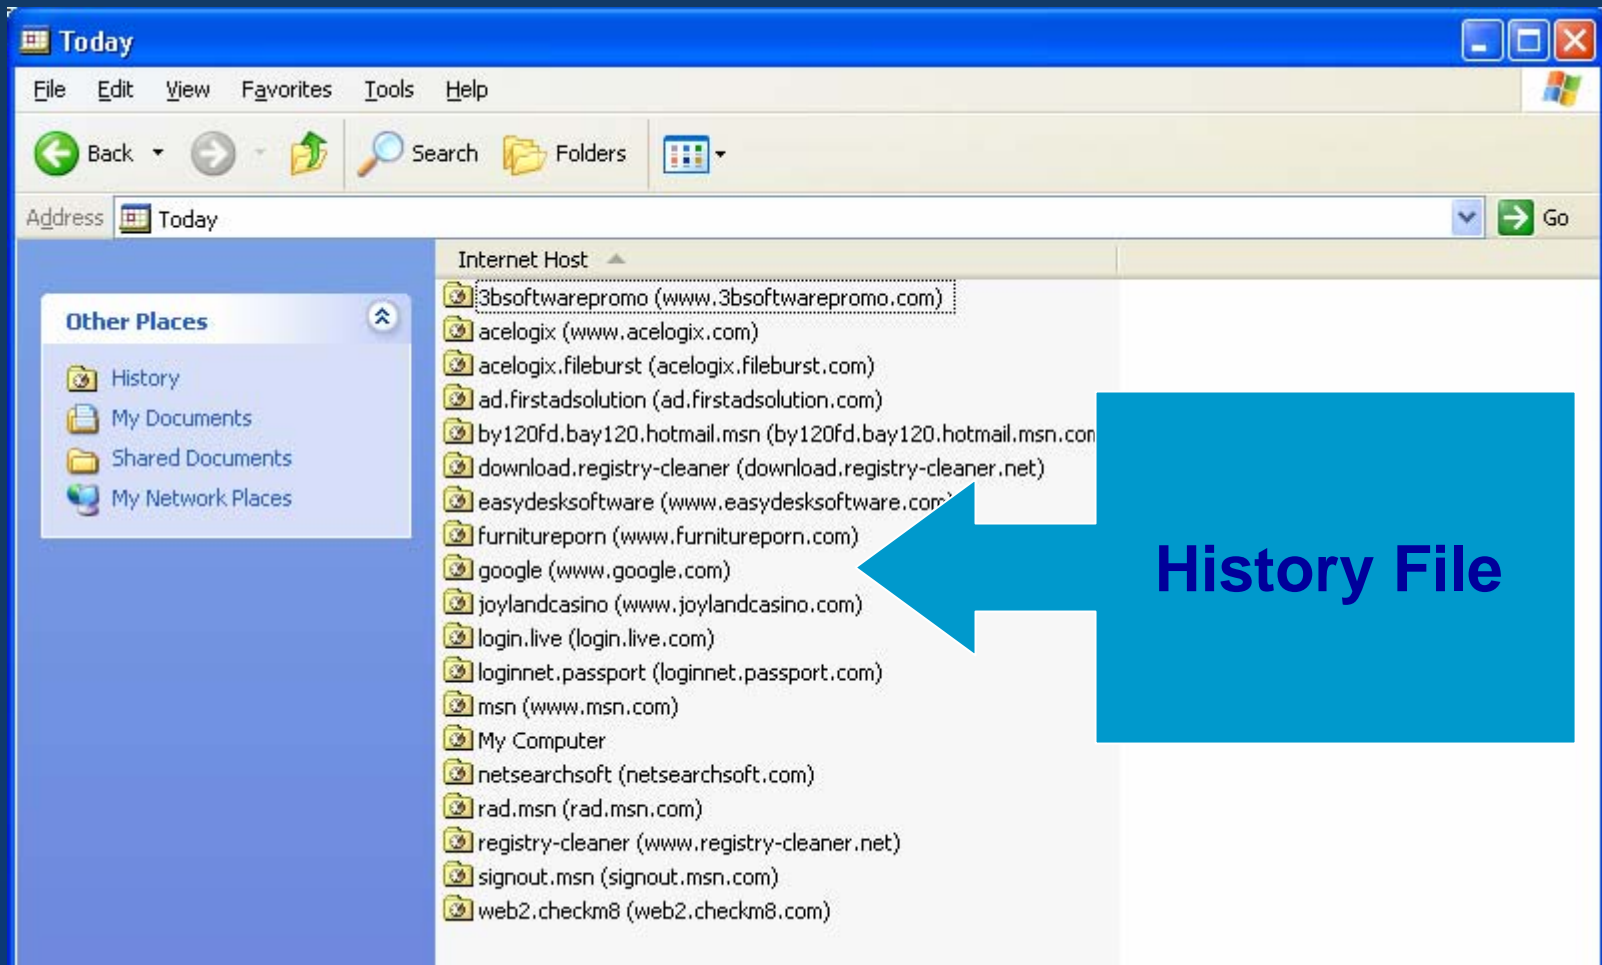 Today
File Edit View Favorites Tools Help
Back Search Folders
Address Today Go
Other Places
History
My Documents
Shared Documents
My Network Places
Internet Host
3bsoftwarepromo (www.3bsoftwarepromo.com)
acelogix (www.acelogix.com)
acelogix.fileburst (acelogix.fileburst.com)
ad.firstadsolution (ad.firstadsolution.com)
by120fd.bay120.hotmail.msn (by120fd.bay120.hotmail.msn.com
download.registry-cleaner (download.registry-cleaner.net)
easydesksoftware (www.easydesksoftware.com)
furnitureporn (www.furnitureporn.com)
google (www.google.com)
joylandcasino (www.joylandcasino.com)
login.live (login.live.com)
loginnet.passport (loginnet.passport.com)
msn (www.msn.com)
My Computer
netsearchsoft (netsearchsoft.com)
rad.msn (rad.msn.com)
registry-cleaner (www.registry-cleaner.net)
signout.msn (signout.msn.com)
web2.checkm8 (web2.checkm8.com)
History File